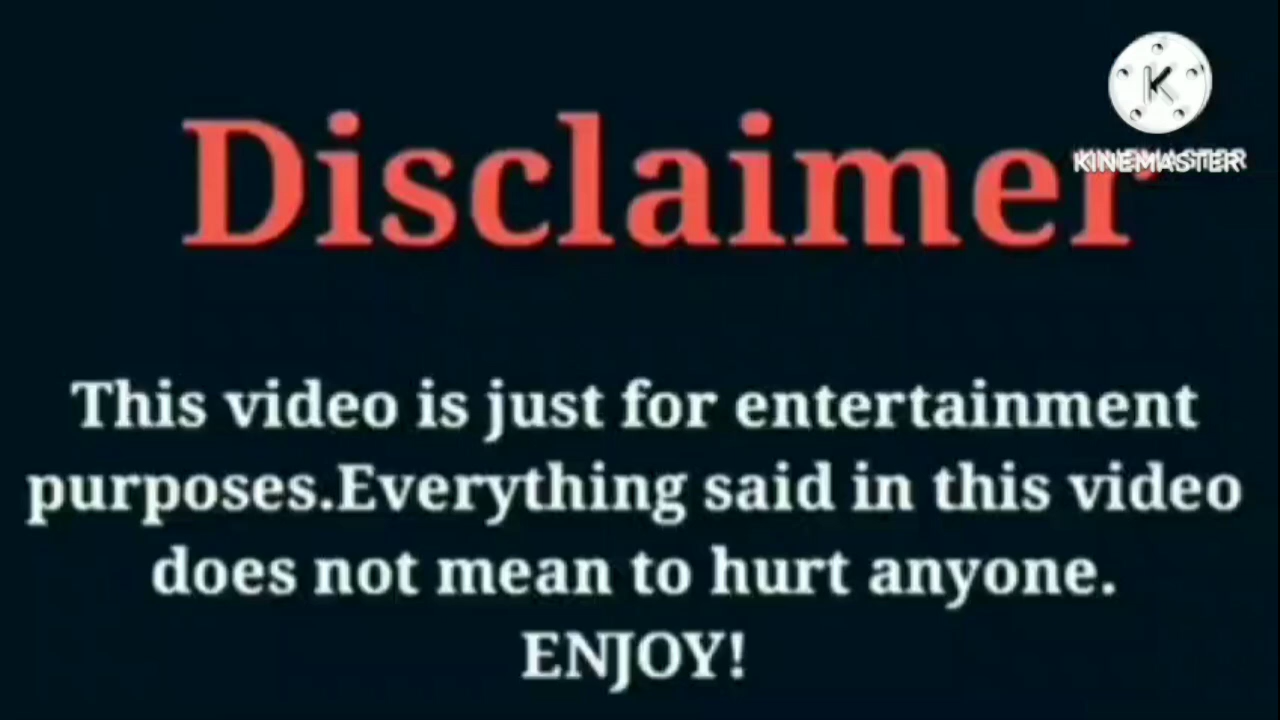 K
KINEMASTER
Disclaimer
This video is just for entertainment
purposes.Everything said in this video
does not mean to hurt anyone.
ENJOY!